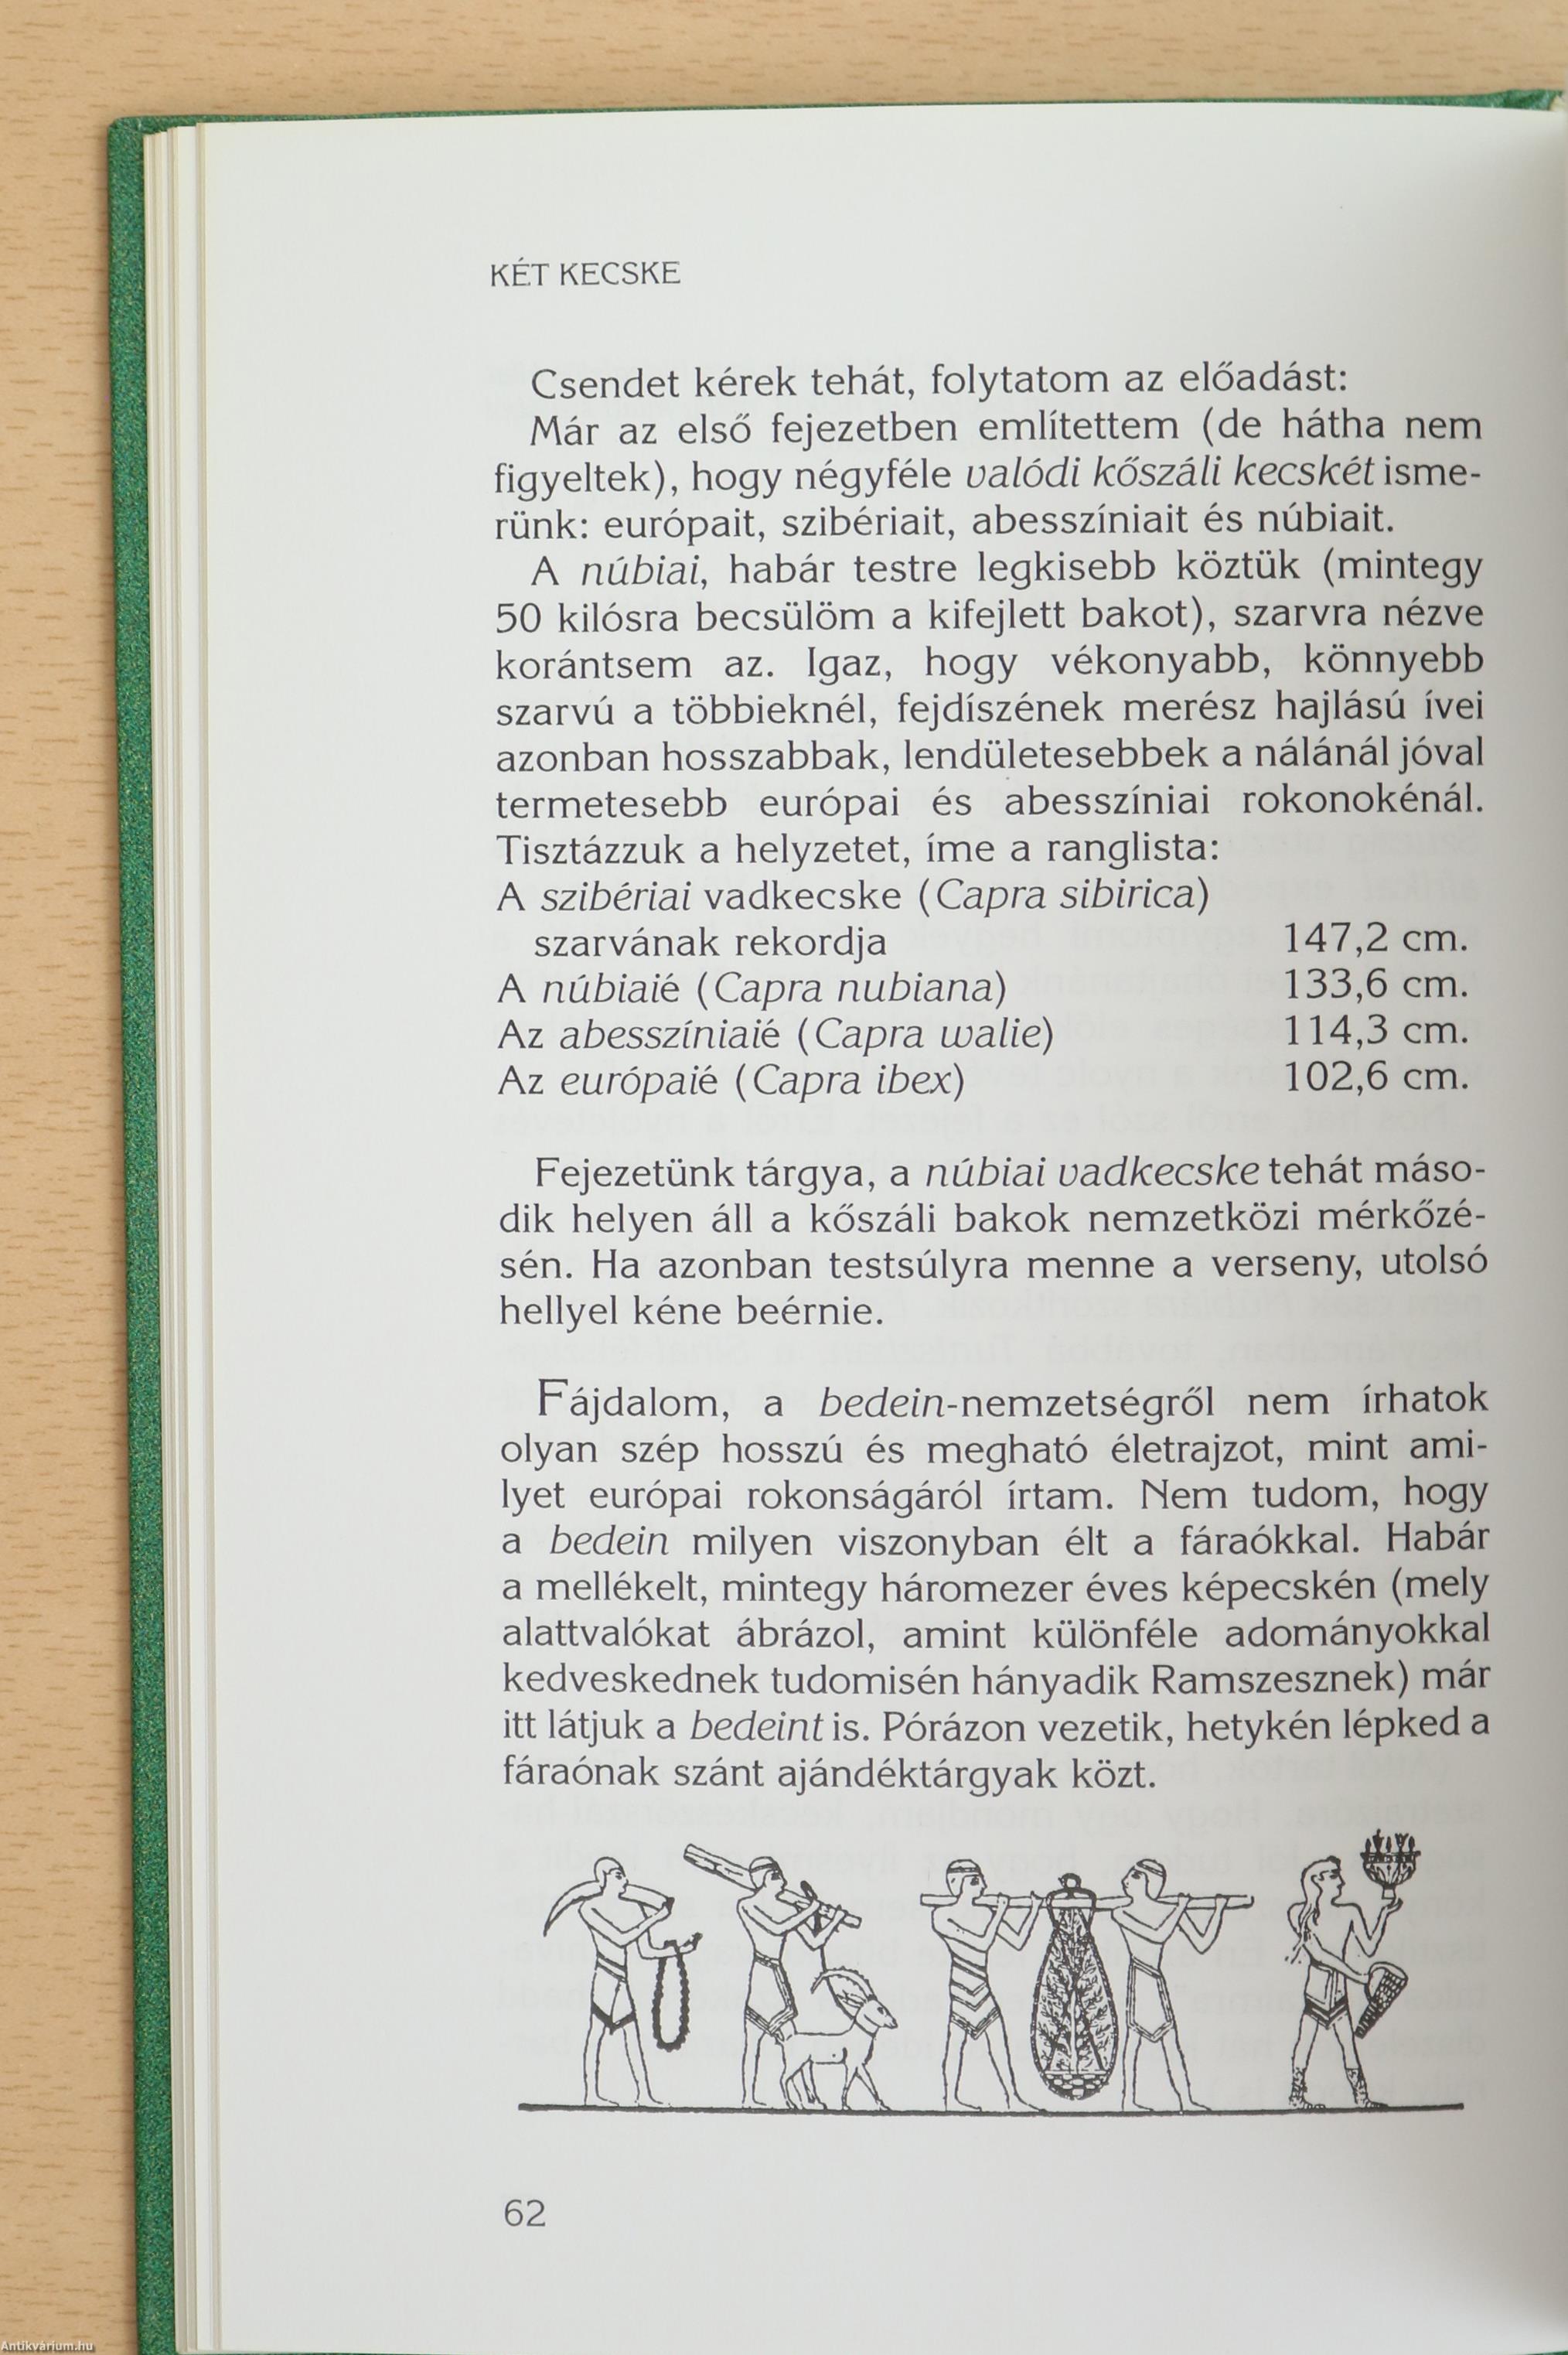 KÉT KECSKE
Csendet kérek tehát, folytatom az előadást:
Már az első fejezetben említettem (de hátha nem
figyeltek), hogy négyféle valódi kőszáli kecskét isme-
rünk: európait, szibériait, abesszíniait és núbiait.
A núbiai, habár testre legkisebb köztük (mintegy
50 kilósra becsülöm a kifejlett bakot), szarvra nézve
korántsem az. Igaz, hogy vékonyabb, könnyebb
szarvú a többieknél, fejdíszének merész hajlású ívei
azonban hosszabbak, lendületesebbek a nálánál jóval
termetesebb európai és abesszíniai rokonokénál.
Tisztázzuk a helyzetet, íme a ranglista:
A szibériai vadkecske (Capra sibirica)
szarvának rekordja 147,2 cm.
A núbiaié (Capra nubiana) 133,6 cm.
Az abesszíniaié (Capra walie) 114,3 cm.
Az európaié (Capra ibex) 102,6 cm.
Fejezetünk tárgya, a núbiai vadkecske tehát máso-
dik helyen áll a kőszáli bakok nemzetközi mérkőzé-
sén. Ha azonban testsúlyra menne a verseny, utolsó
hellyel kéne beérnie.
Fájdalom, a bedein-nemzetségről nem írhatok
olyan szép hosszú és megható életrajzot, mint ami-
lyet európai rokonságáról írtam. Nem tudom, hogy
a bedein milyen viszonyban élt a fáraókkal. Habár
a mellékelt, mintegy háromezer éves képecskén (mely
alattvalókat ábrázol, amint különféle adományokkal
kedveskednek tudomisén hányadik Ramszesznek) már
itt látjuk a bedeint is. Pórázon vezetik, hetykén lépked a
fáraónak szánt ajándéktárgyak közt.
62
Antikvárium.hu